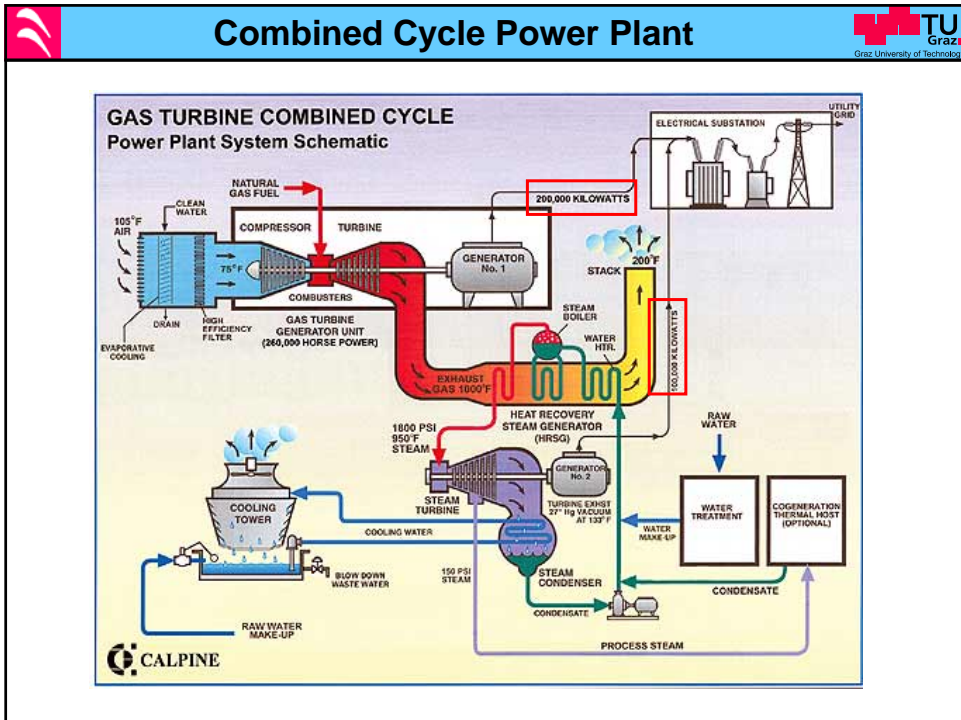 Combined Cycle Power Plant
TU
Graz
Graz University of Technolog
GAS TURBINE COMBINED CYCLE
Power Plant System Schematic
UTILITY
GRID
ELECTRICAL SUBSTATION
NATURAL
GAS FUEL
200,000 KILOWATTS
CLEAN
WATER
105°F
AIR
COMPRESSOR
TURBINE
GENERATOR
No. 1
75°F
STACK
200°F
COMBUSTERS
DRAIN
HIGH
EFFICIENCY
FILTER
GAS TURBINE
GENERATOR UNIT
(260,000 HORSE POWER)
EVAPORATIVE
COOLING
STEAM
BOILER
WATER
HTR.
100,000 KILOWATTS
EXHAUST
GAS 1000°F
HEAT RECOVERY
STEAM GENERATOR
(HRSG)
RAW
WATER
1800 PSI
950°F
STEAM
GENERATOR
No. 2
STEAM
TURBINE
TURBINE EXHST
27" Hg VACUUM
AT 133°F
COOLING
TOWER
WATER
TREATMENT
COGENERATION
THERMAL HOST
(OPTIONAL)
COOLING WATER
WATER
MAKE-UP
150 PSI
STEAM
STEAM
CONDENSER
BLOW DOWN
WASTE WATER
CONDENSATE
CONDENSATE
RAW WATER
MAKE-UP
PROCESS STEAM
CALPINE